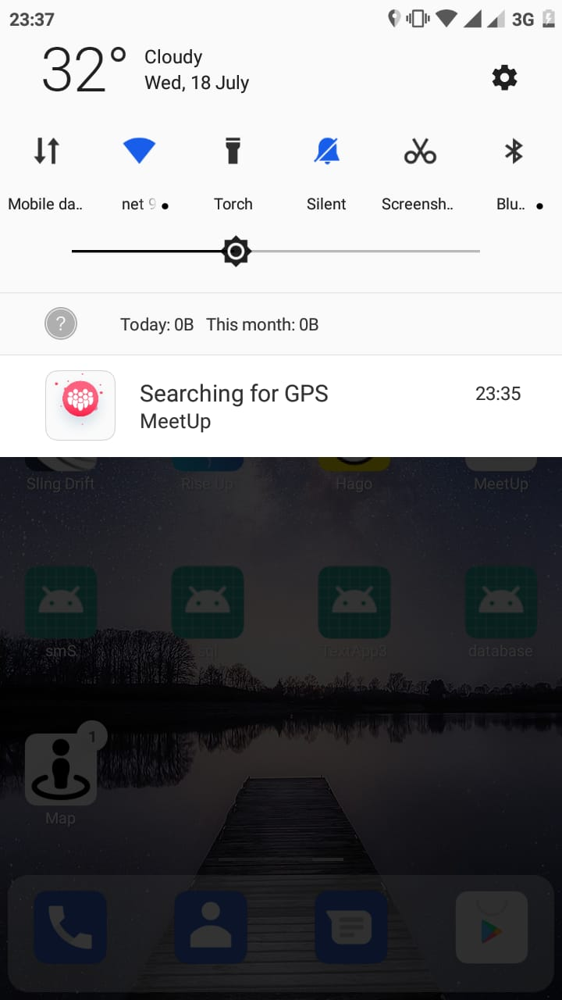 23:37 3G
32° Cloudy
Wed, 18 July
Mobile da.. net 9 Torch Silent Screensh.. Blu..
? Today: 0B This month: 0B
Searching for GPS 23:35
MeetUp
Sling Drift Rise Up Hago MeetUp
smS sql TextApp3 database
1
Map